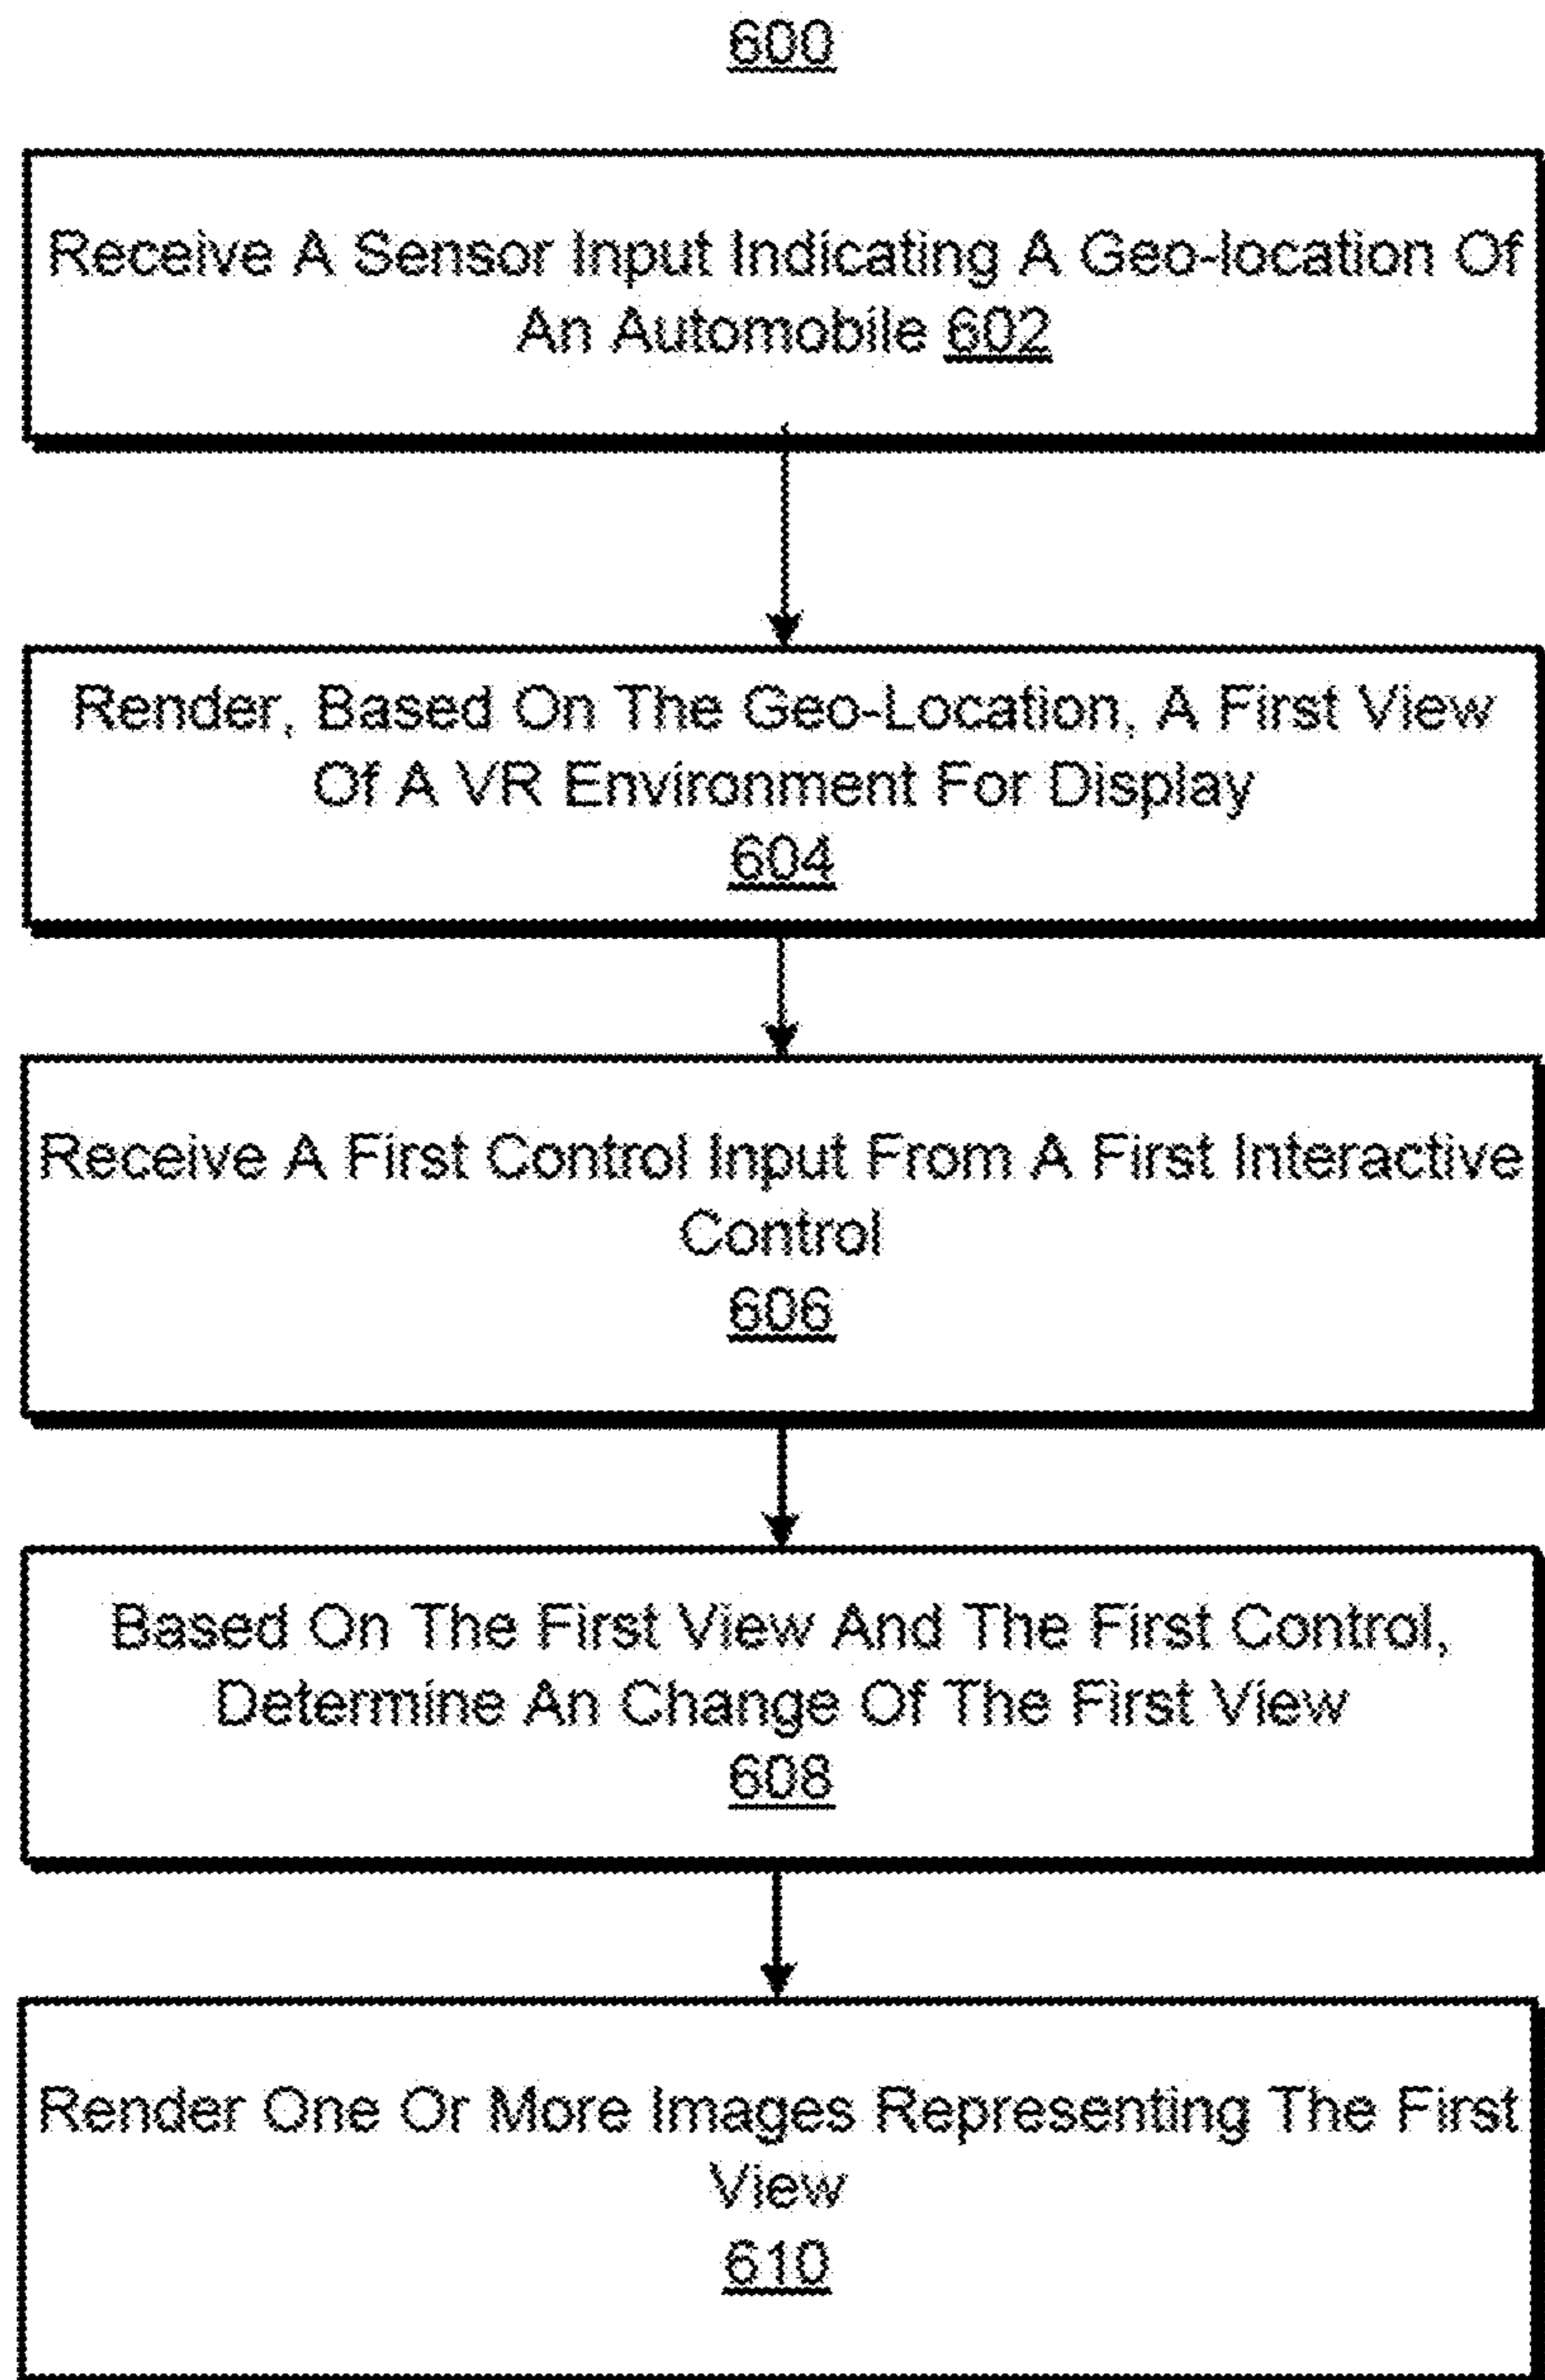 600
Receive A Sensor Input Indicating A Geo-location Of
An Automobile 602
Render, Based On The Geo-Location, A First View
Of A VR Environment For Display
604
Receive A First Control Input From A First Interactive
Control
606
Based On The First View And The First Control,
Determine An Change Of The First View
608
Render One Or More Images Representing The First
View
610